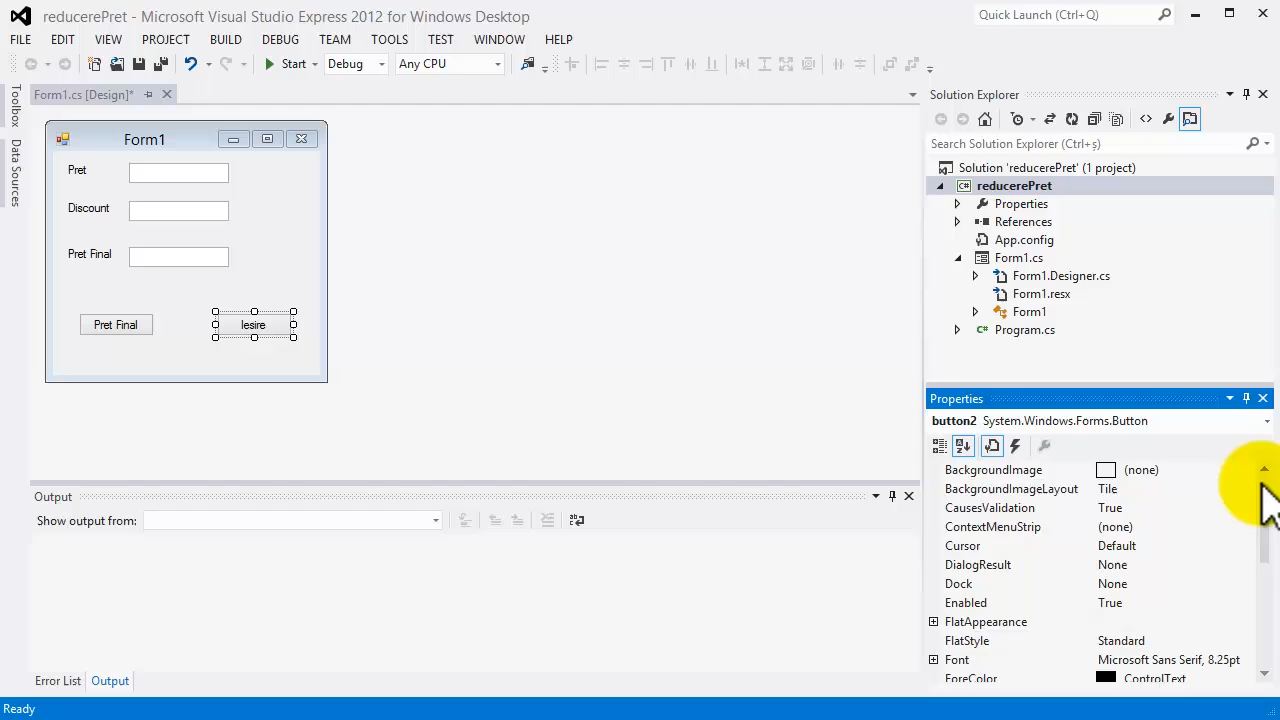 reducerePret - Microsoft Visual Studio Express 2012 for Windows Desktop
Quick Launch (Ctrl+Q)
FILE EDIT VIEW PROJECT BUILD DEBUG TEAM TOOLS TEST WINDOW HELP
Start Debug Any CPU
Toolbox
Data Sources
Form1.cs [Design]*
Form1
Pret
Discount
Pret Final
Pret Final
Iesire
Output
Show output from:
Error List Output
Solution Explorer
Search Solution Explorer (Ctrl+ș)
Solution 'reducerePret' (1 project)
C# reducerePret
Properties
References
App.config
Form1.cs
Form1.Designer.cs
Form1.resx
Form1
C# Program.cs
Properties
button2 System.Windows.Forms.Button
BackgroundImage (none)
BackgroundImageLayout Tile
CausesValidation True
ContextMenuStrip (none)
Cursor Default
DialogResult None
Dock None
Enabled True
FlatAppearance
FlatStyle Standard
Font Microsoft Sans Serif, 8.25pt
ForeColor ControlText
Ready